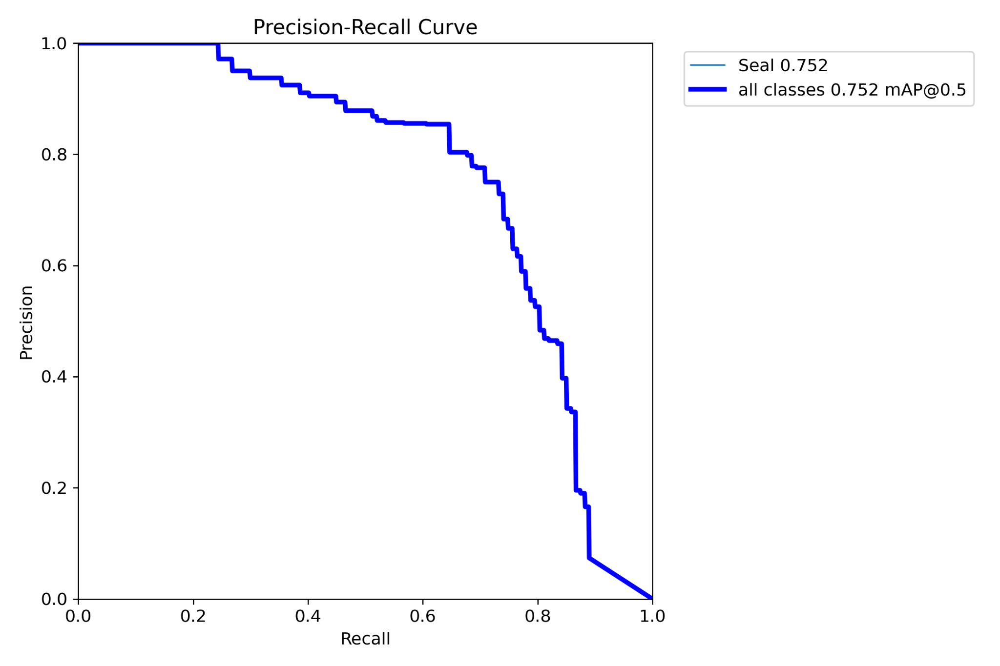 Precision-Recall Curve
1.0
0.8
0.6
0.4
0.2
0.0
Precision
0.0 0.2 0.4 0.6 0.8 1.0
Recall
Seal 0.752
all classes 0.752 mAP@0.5